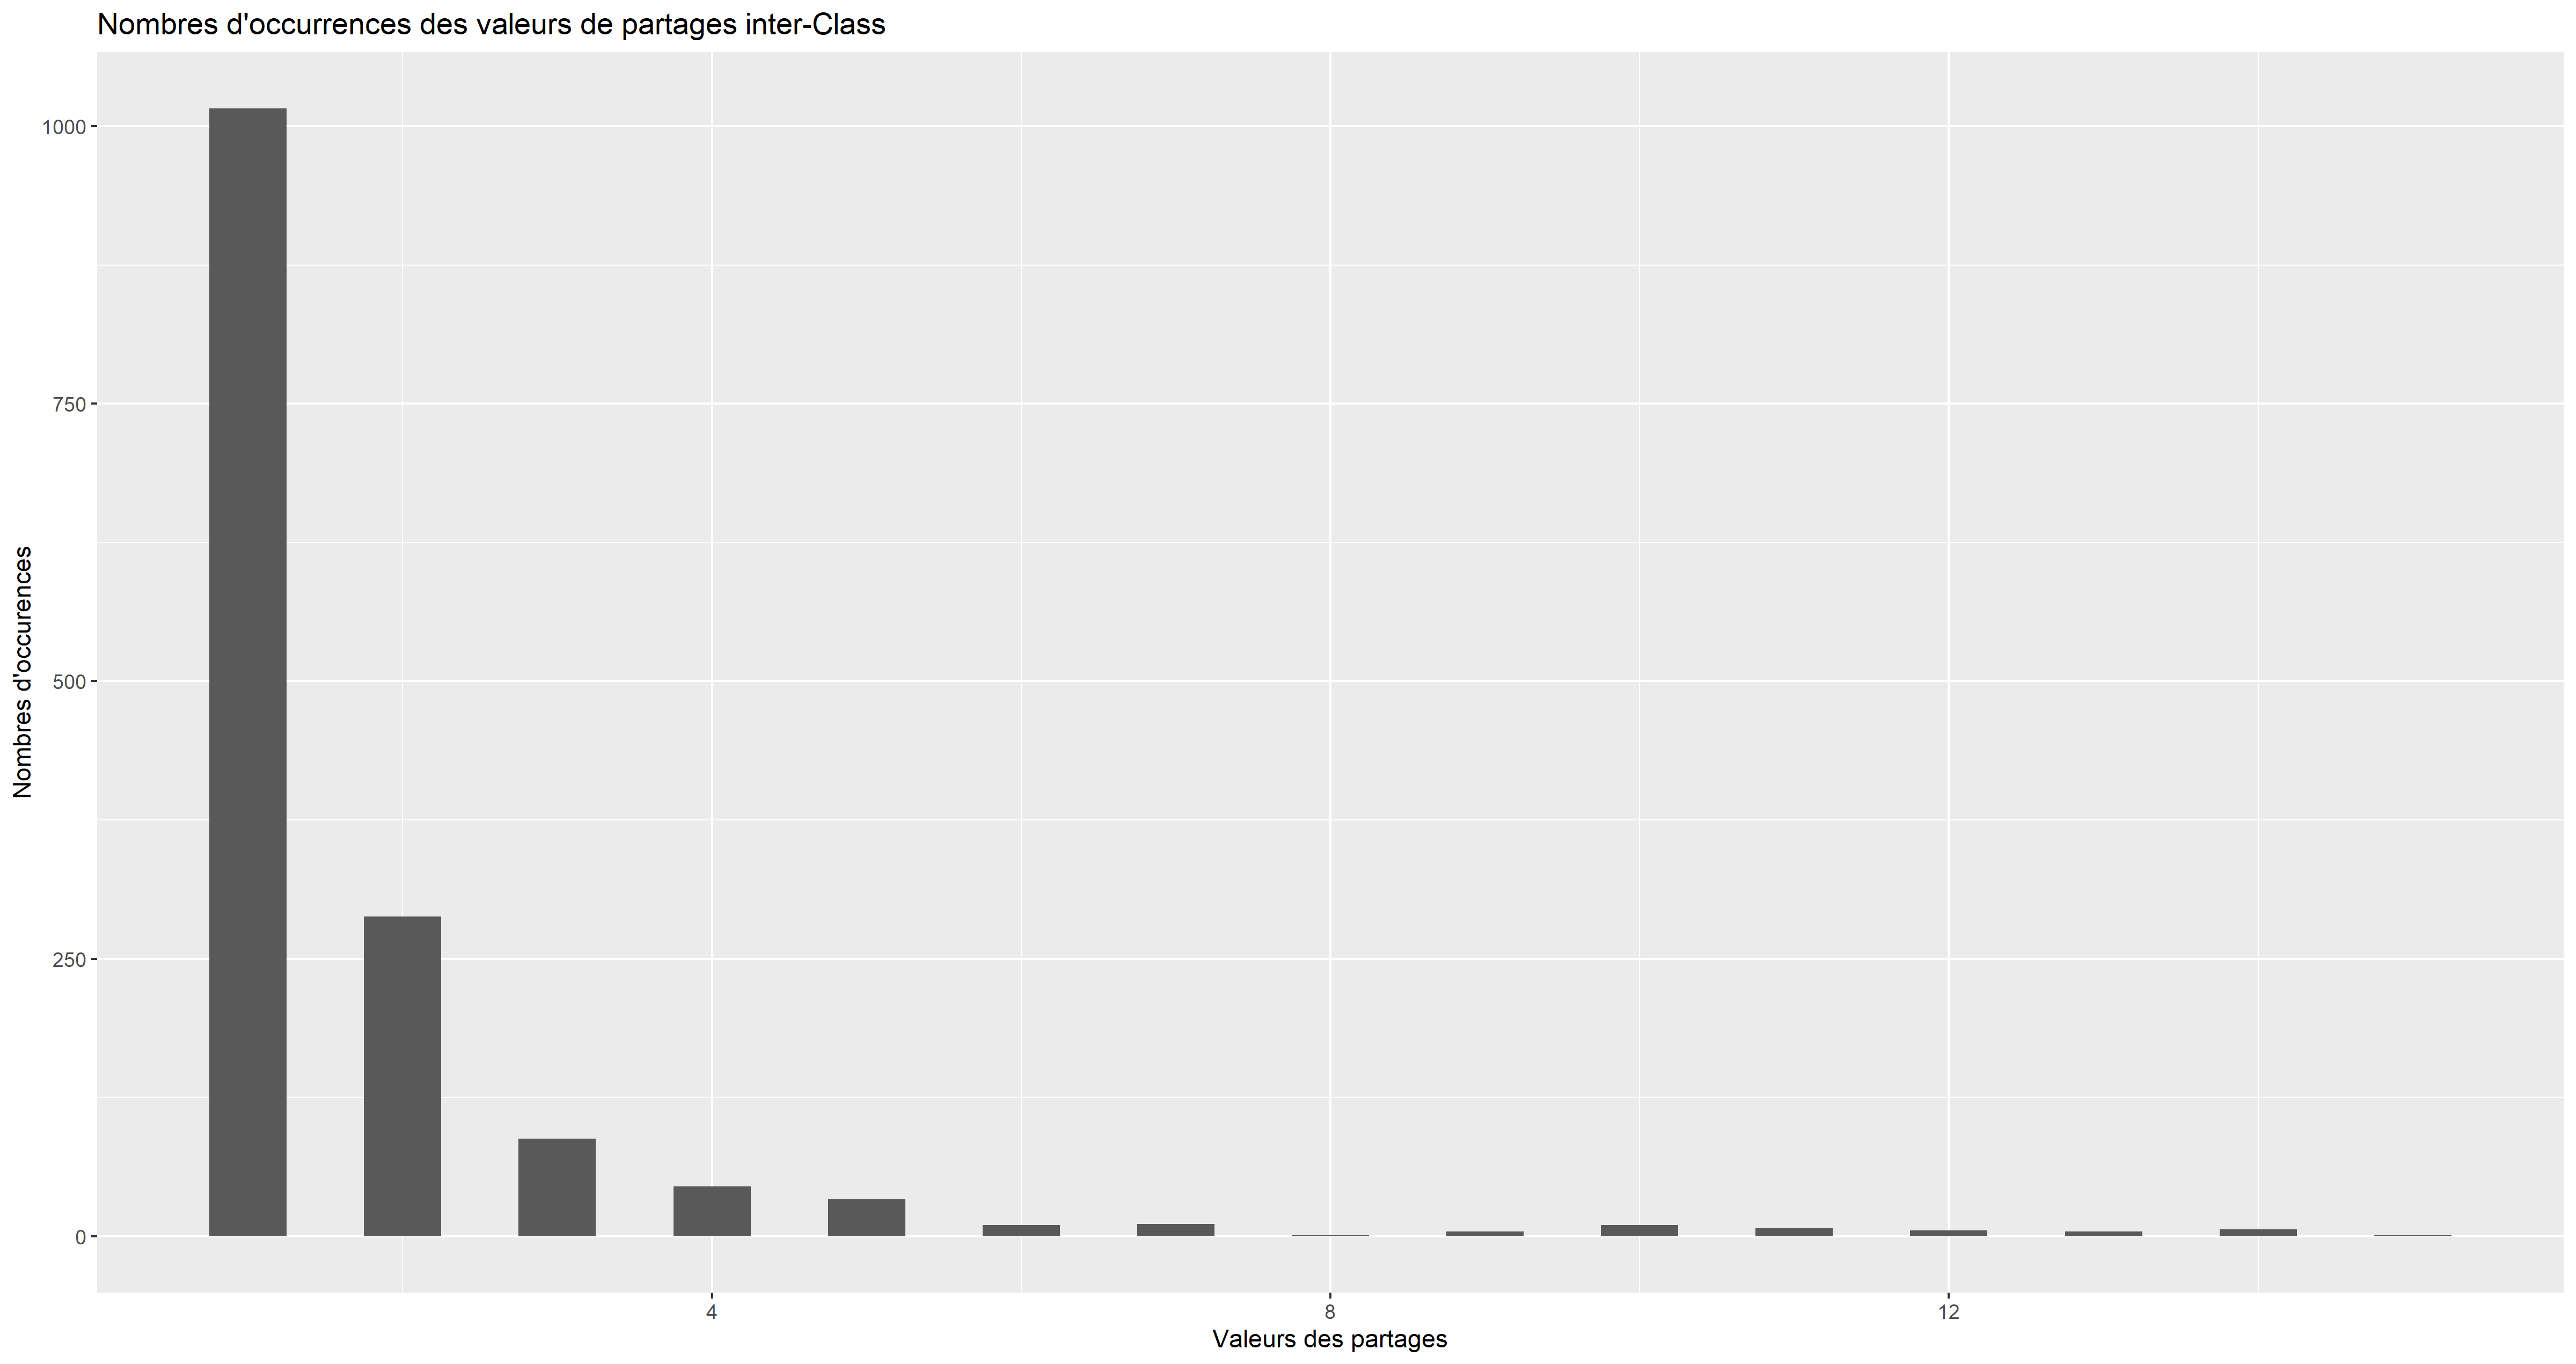 Nombres d'occurrences des valeurs de partages inter-Class
1000
750
500
250
0
Nombres d'occurences
4
8
12
Valeurs des partages